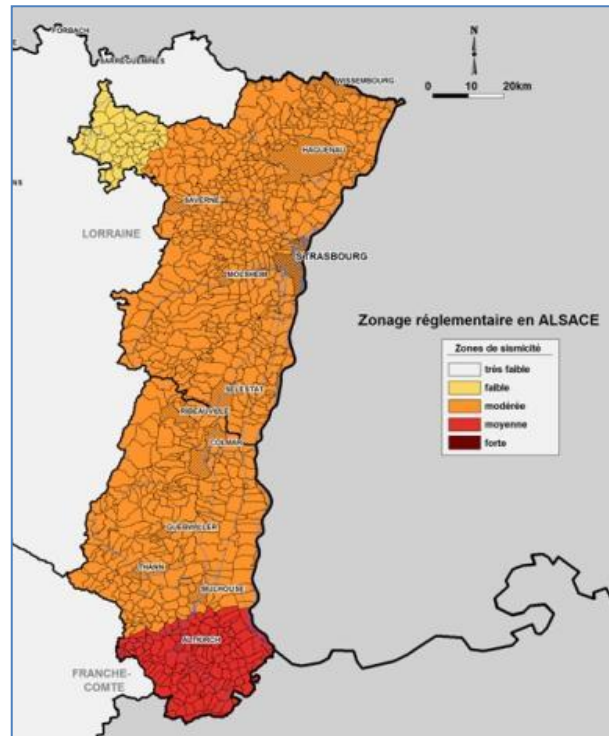 FORBACH
SARREGUEMINES
WISSEMBOURG
N
0 10 20km
HAGUENAU
SAVERNE
LORRAINE
STRASBOURG
MOLSHEIM
Zonage réglementaire en ALSACE
Zones de sismicité
très faible
faible
modérée
moyenne
forte
SELESTAT
RIBEAUVILLE
COLMAR
GUEBWILLER
THANN
MULHOUSE
ALTKIRCH
FRANCHE-
COMTE